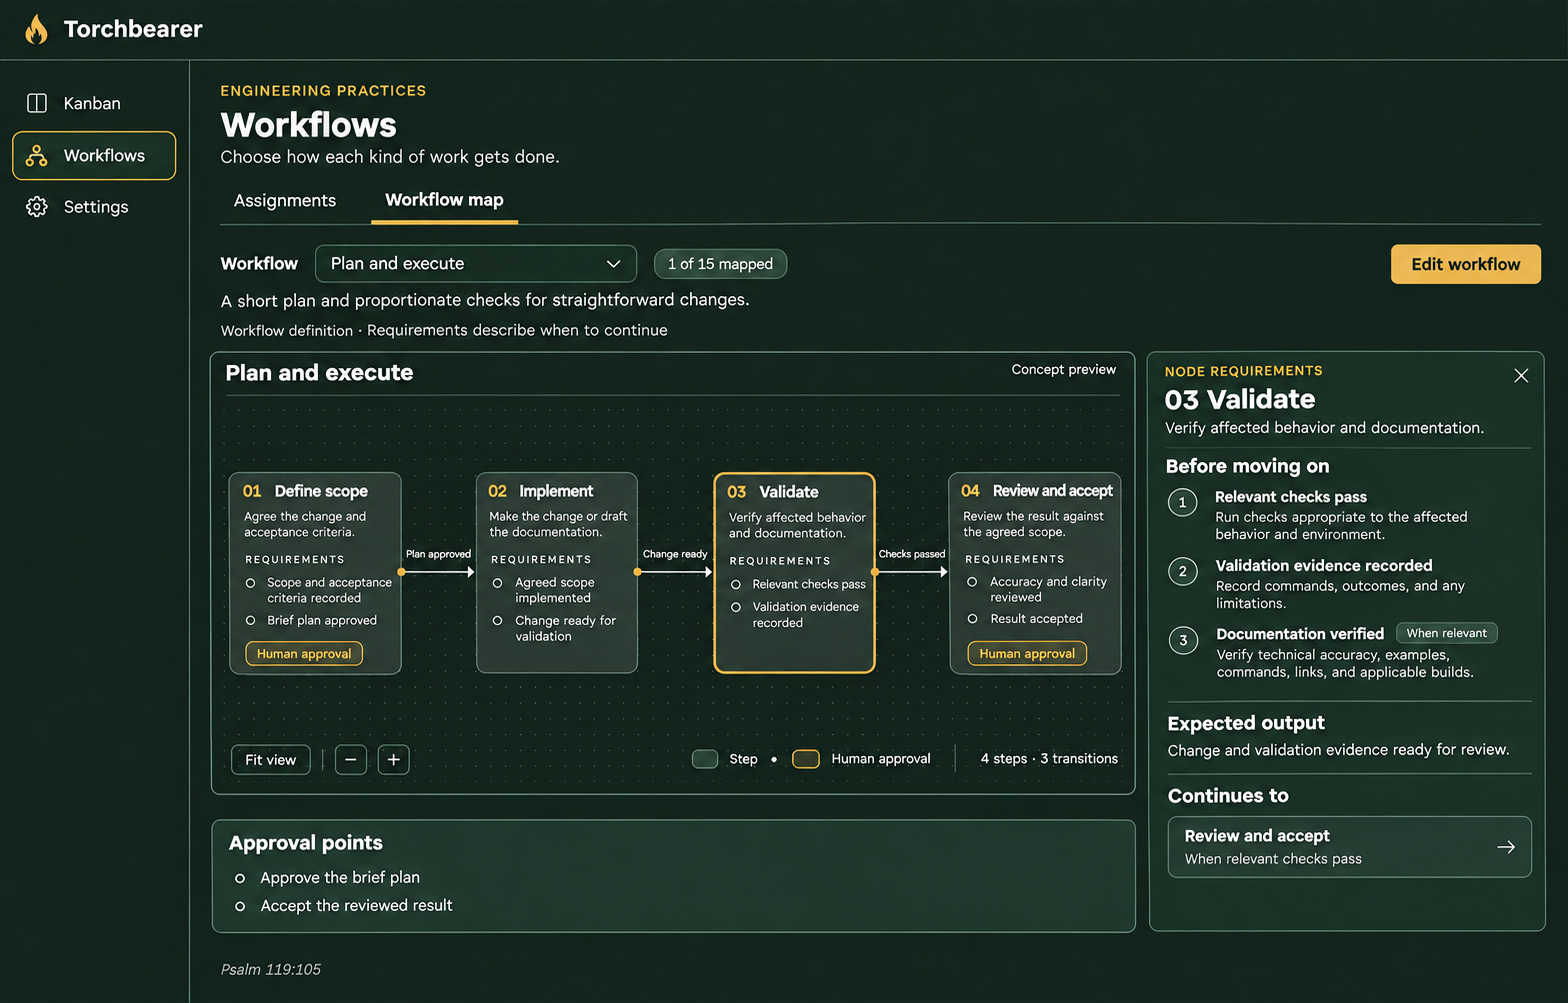 Torchbearer
Kanban
Workflows
Settings
ENGINEERING PRACTICES
Workflows
Choose how each kind of work gets done.
Assignments
Workflow map
Workflow
Plan and execute
1 of 15 mapped
Edit workflow
A short plan and proportionate checks for straightforward changes.
Workflow definition · Requirements describe when to continue
Plan and execute
Concept preview
01 Define scope
Agree the change and
acceptance criteria.
REQUIREMENTS
Scope and acceptance
criteria recorded
Brief plan approved
Human approval
Plan approved
02 Implement
Make the change or draft
the documentation.
REQUIREMENTS
Agreed scope
implemented
Change ready for
validation
Change ready
03 Validate
Verify affected behavior
and documentation.
REQUIREMENTS
Relevant checks pass
Validation evidence
recorded
Checks passed
04 Review and accept
Review the result against
the agreed scope.
REQUIREMENTS
Accuracy and clarity
reviewed
Result accepted
Human approval
Fit view
−
+
Step • Human approval
4 steps · 3 transitions
Approval points
Approve the brief plan
Accept the reviewed result
NODE REQUIREMENTS
03 Validate
Verify affected behavior and documentation.
Before moving on
1 Relevant checks pass
Run checks appropriate to the affected
behavior and environment.
2 Validation evidence recorded
Record commands, outcomes, and any
limitations.
3 Documentation verified When relevant
Verify technical accuracy, examples,
commands, links, and applicable builds.
Expected output
Change and validation evidence ready for review.
Continues to
Review and accept
When relevant checks pass
Psalm 119:105